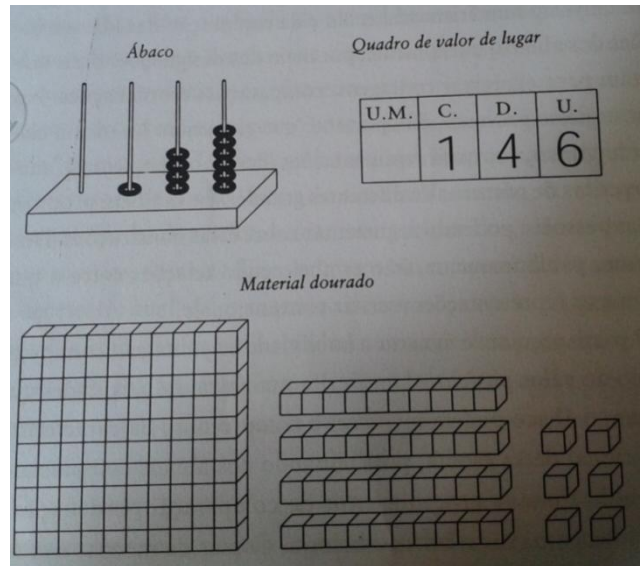 Ábaco
Quadro de valor de lugar
U.M. C. D. U.
1 4 6
Material dourado